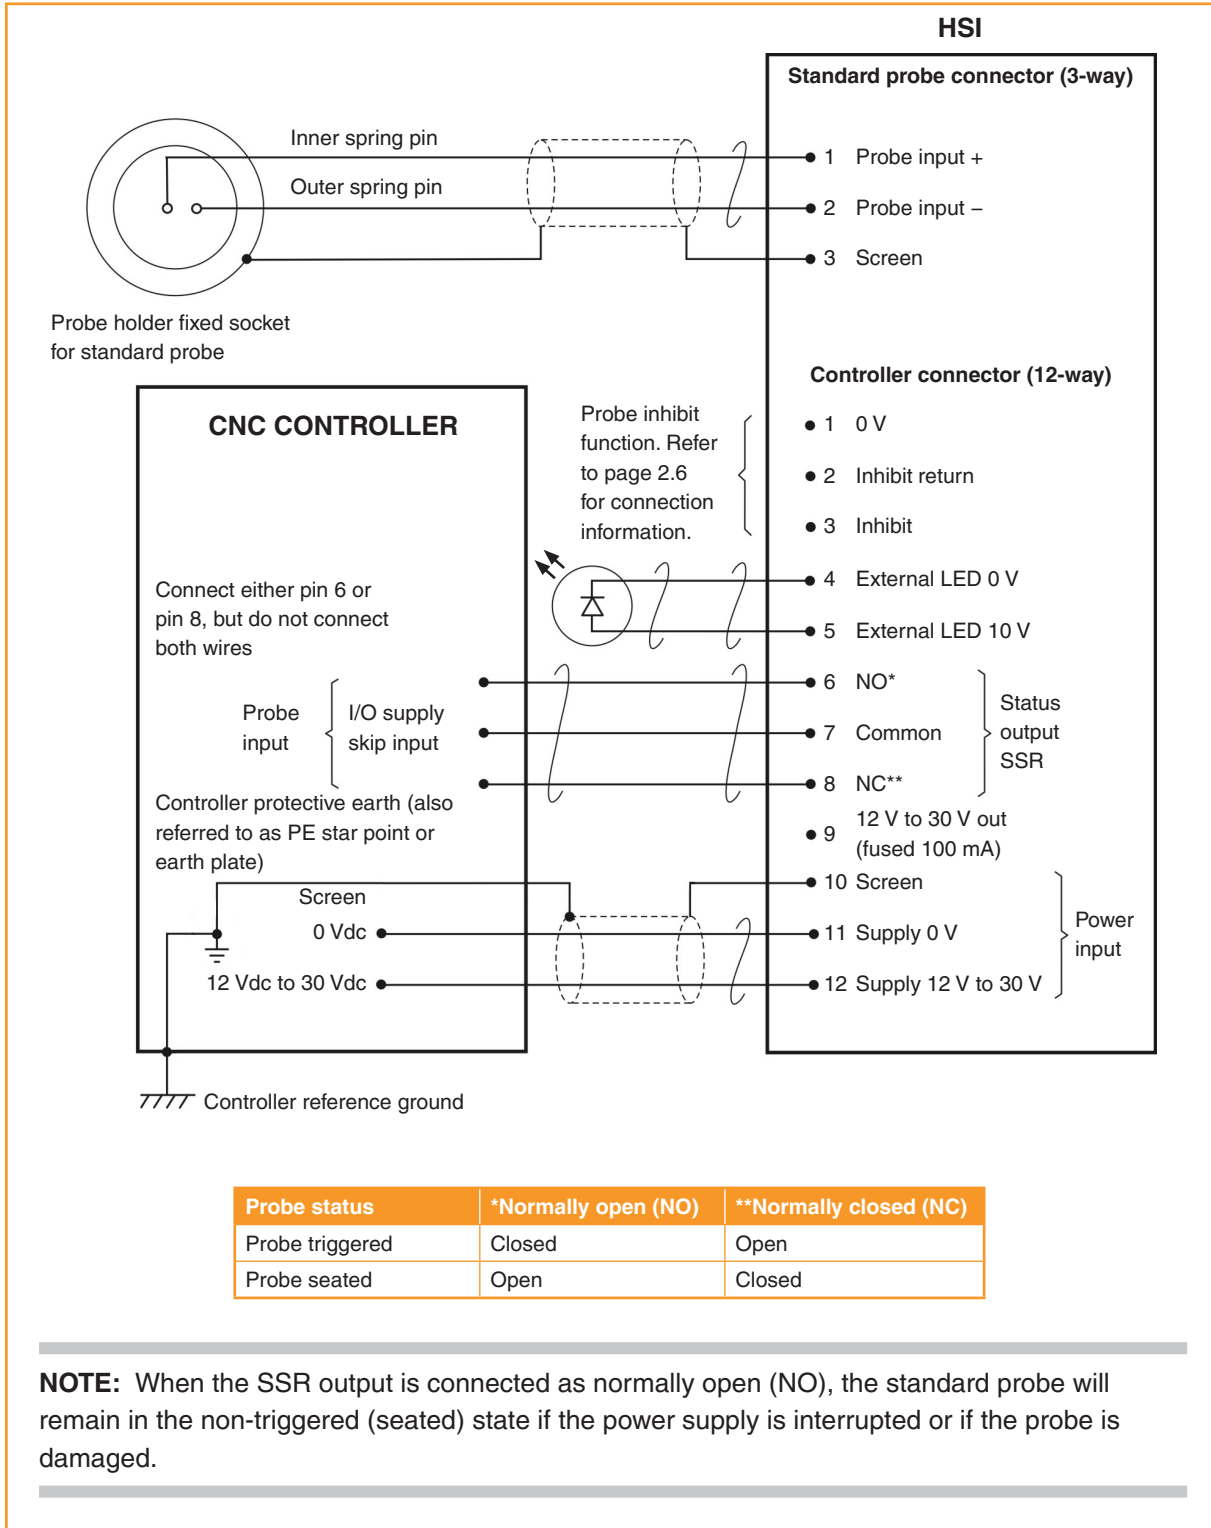 HSI
Standard probe connector (3-way)
Inner spring pin
1 Probe input +
Outer spring pin
2 Probe input –
3 Screen
Probe holder fixed socket
for standard probe
Controller connector (12-way)
CNC CONTROLLER
Probe inhibit
function. Refer
to page 2.6
for connection
information.
1 0 V
2 Inhibit return
3 Inhibit
4 External LED 0 V
5 External LED 10 V
Connect either pin 6 or
pin 8, but do not connect
both wires
6 NO*
7 Common
8 NC**
Status
output
SSR
Probe
input
I/O supply
skip input
Controller protective earth (also
referred to as PE star point or
earth plate)
9 12 V to 30 V out
(fused 100 mA)
10 Screen
Screen
0 Vdc
11 Supply 0 V
12 Vdc to 30 Vdc
12 Supply 12 V to 30 V
Power
input
Controller reference ground
Probe status *Normally open (NO) **Normally closed (NC)
Probe triggered Closed Open
Probe seated Open Closed
NOTE: When the SSR output is connected as normally open (NO), the standard probe will
remain in the non-triggered (seated) state if the power supply is interrupted or if the probe is
damaged.